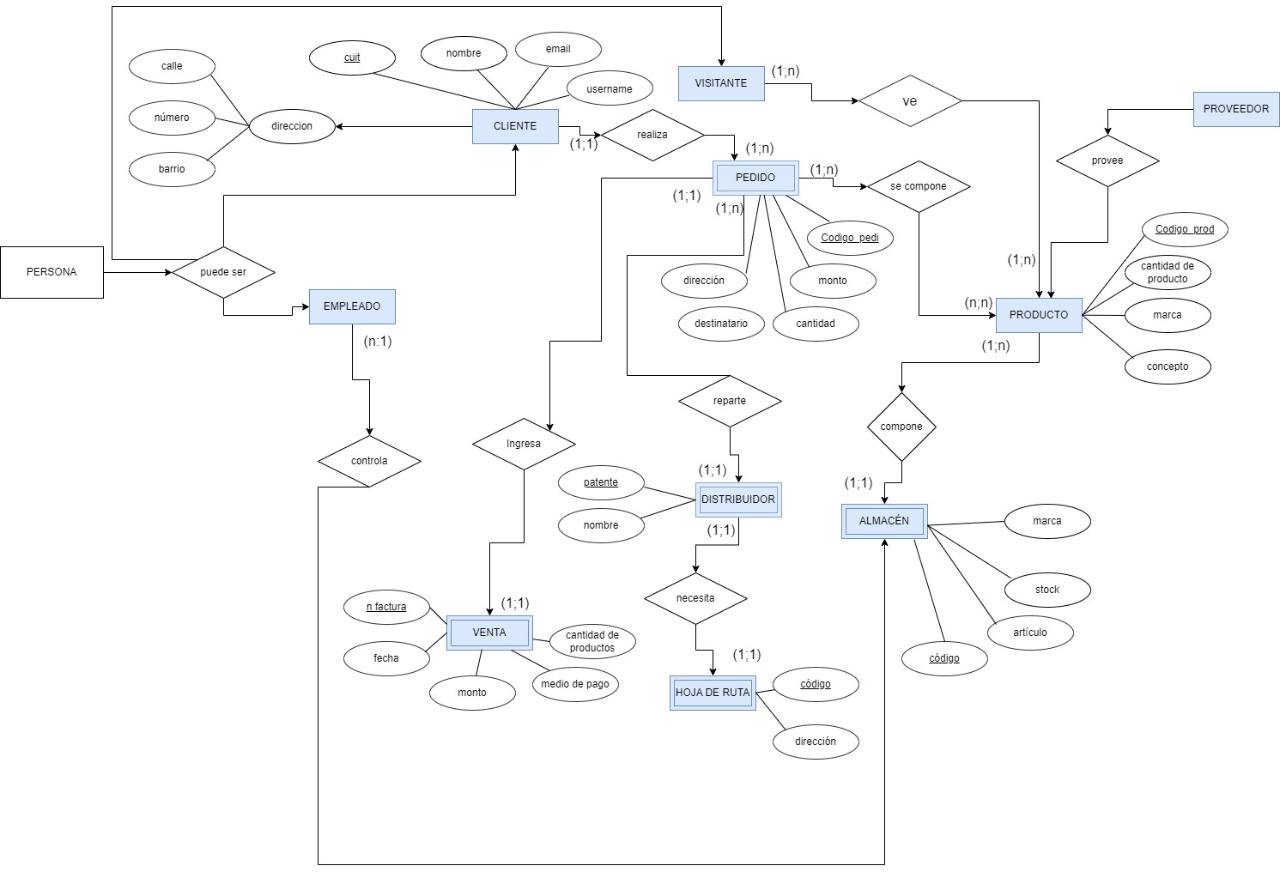 cuit
nombre
email
username
calle
número
barrio
direccion
CLIENTE
(1;1)
realiza
VISITANTE
(1;n)
ve
PROVEEDOR
provee
(1;n)
PEDIDO
(1;n)
(1;1)
(1;n)
se compone
Codigo_pedi
dirección
monto
destinatario
cantidad
PERSONA
puede ser
EMPLEADO
(n:1)
controla
(1;n)
(n;n)
PRODUCTO
(1;n)
Codigo_prod
cantidad de
producto
marca
concepto
reparte
compone
Ingresa
(1;1)
patente
nombre
DISTRIBUIDOR
(1;1)
(1;1)
ALMACÉN
marca
stock
artículo
código
necesita
(1;1)
n factura
fecha
VENTA
monto
cantidad de
productos
medio de pago
(1;1)
HOJA DE RUTA
código
dirección